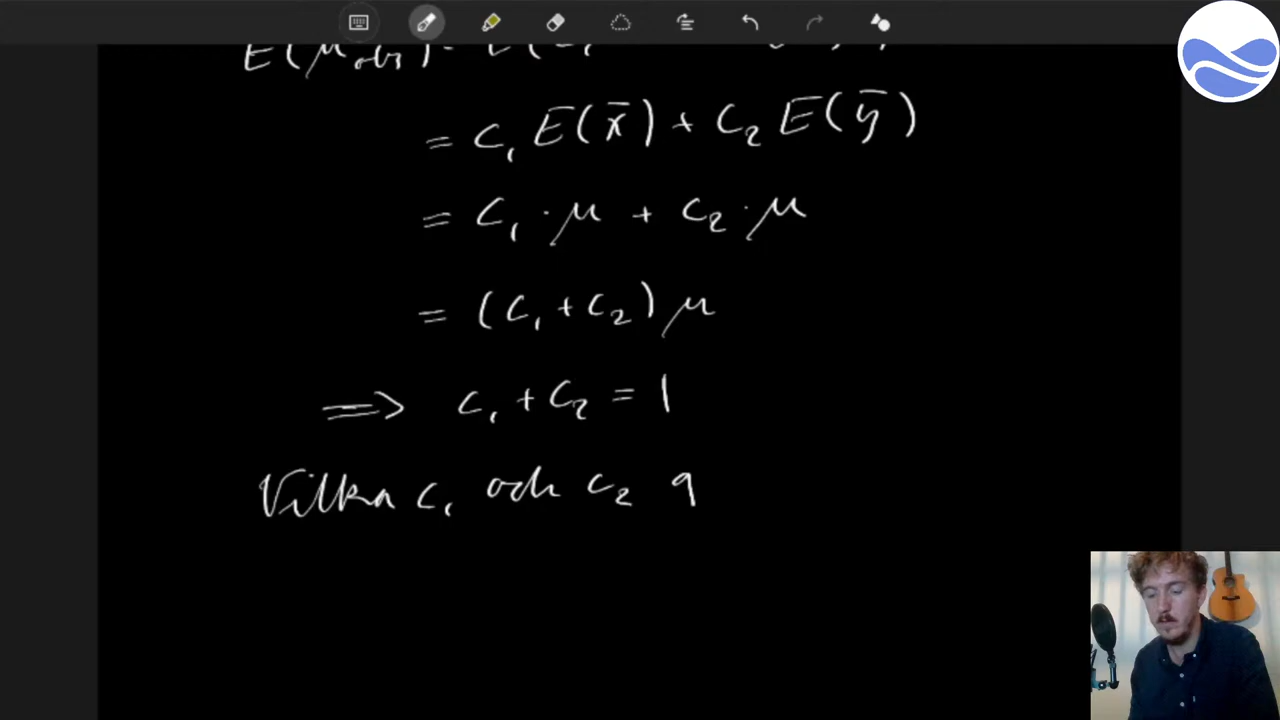 = c₁ E(x̄) + c₂ E(ȳ)
= c₁ · μ + c₂ · μ
= (c₁ + c₂) μ
⇒ c₁ + c₂ = 1
Vilka c₁ och c₂ g